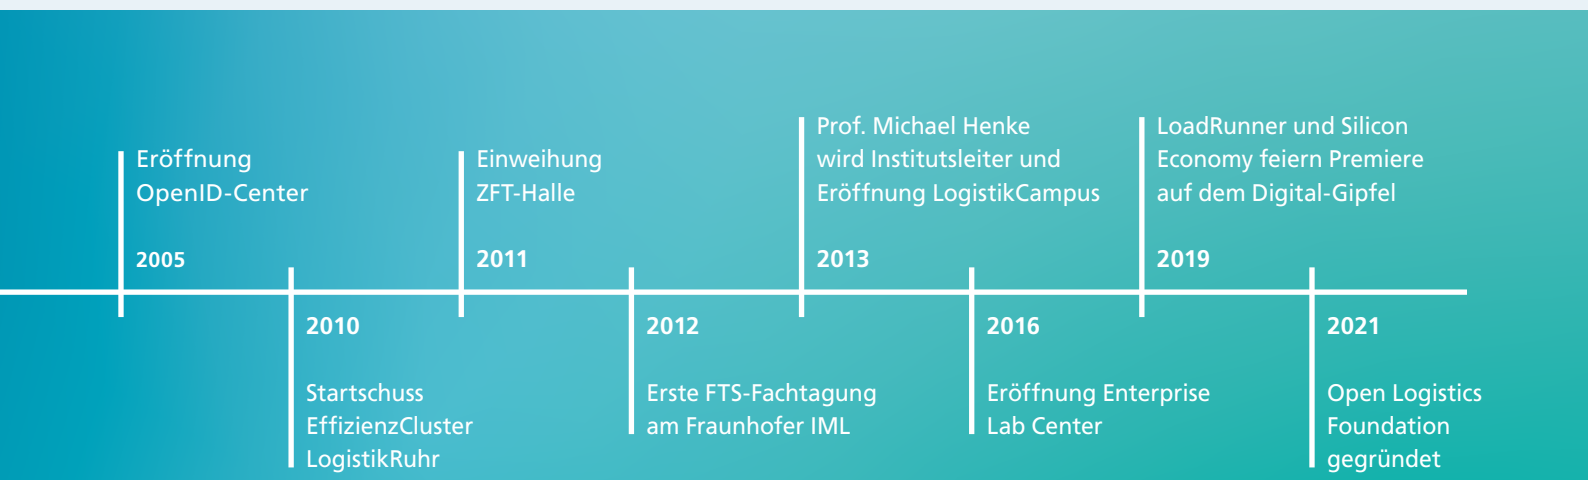 Eröffnung
OpenID-Center
2005
2010
Startschuss
EffizienzCluster
LogistikRuhr
Einweihung
ZFT-Halle
2011
2012
Erste FTS-Fachtagung
am Fraunhofer IML
Prof. Michael Henke
wird Institutsleiter und
Eröffnung LogistikCampus
2013
2016
Eröffnung Enterprise
Lab Center
LoadRunner und Silicon
Economy feiern Premiere
auf dem Digital-Gipfel
2019
2021
Open Logistics
Foundation
gegründet